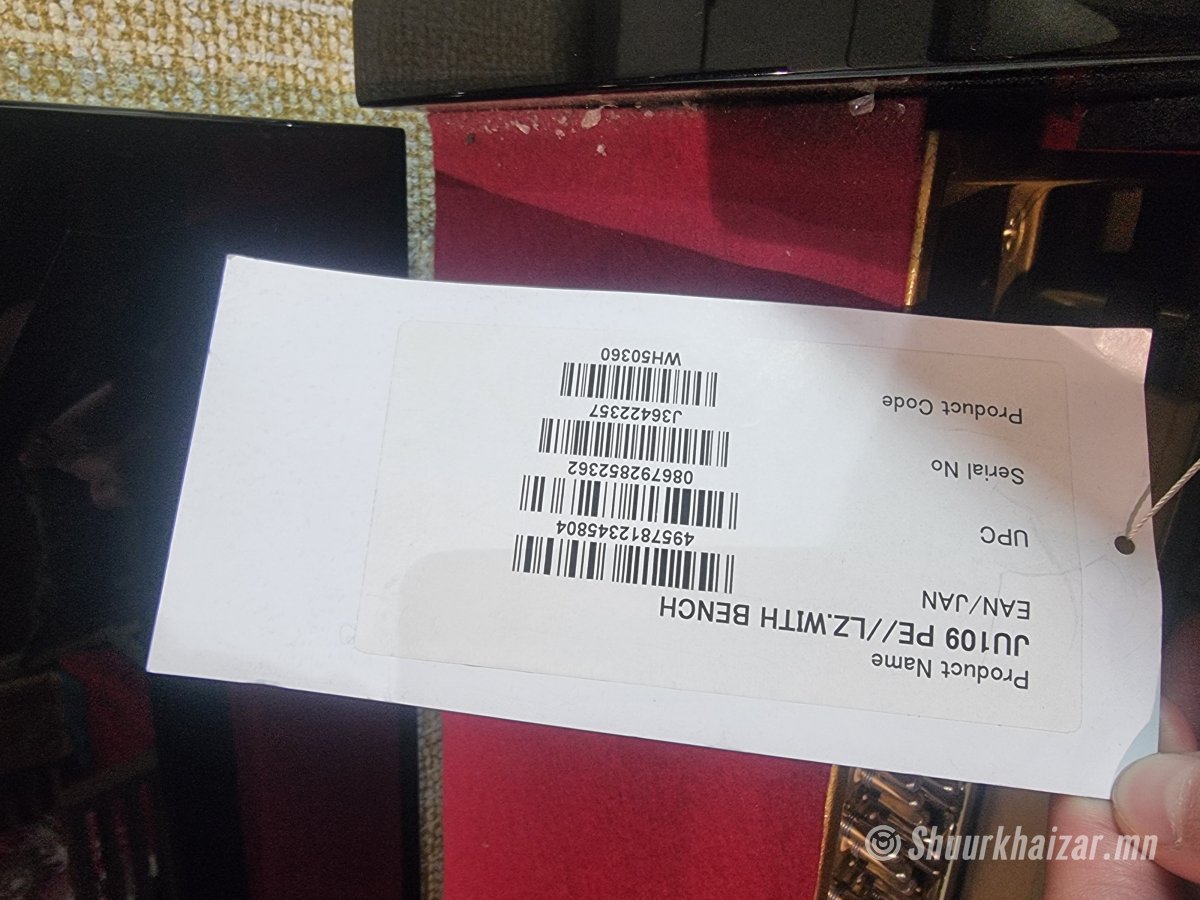 Product Name
JU109 PE//LZ.WITH BENCH
EAN/JAN
4957812345804
UPC
086792852362
Serial No
J36422357
Product Code
WH50360
Shuurkhaizar.mn